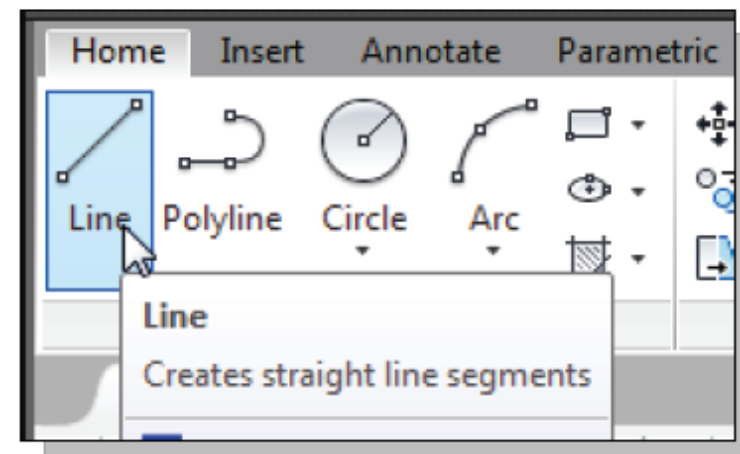 Home Insert Annotate Parametric
Line Polyline Circle Arc
Line
Creates straight line segments